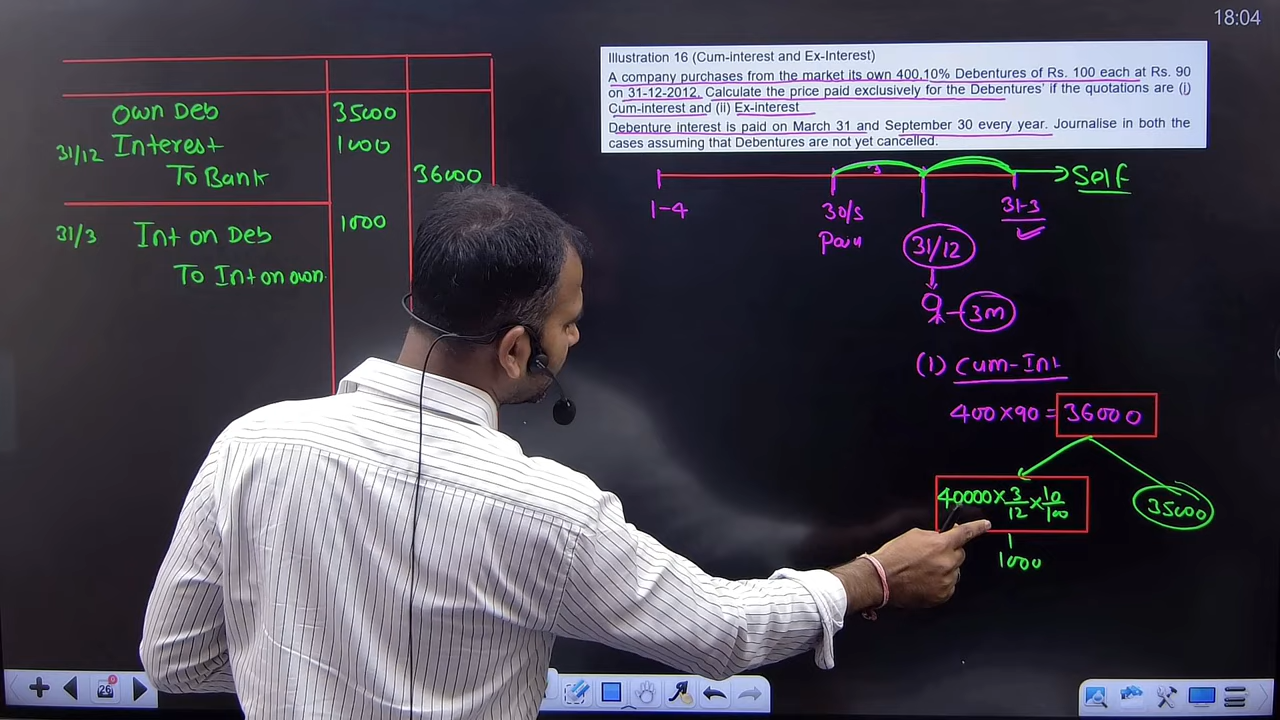 18:04
Own Deb 35000
31/12 Interest 1000
To Bank 36000
31/3 Int on Deb 1000
To Int on own.
Illustration 16 (Cum-interest and Ex-Interest)
A company purchases from the market its own 400,10% Debentures of Rs. 100 each at Rs. 90
on 31-12-2012. Calculate the price paid exclusively for the Debentures' if the quotations are (i)
Cum-interest and (ii) Ex-interest
Debenture interest is paid on March 31 and September 30 every year. Journalise in both the
cases assuming that Debentures are not yet cancelled.
3
Self
1-4 30/s 31-3
Paid 31/12
3m
(1) Cum-Int
400×90 = 36000
40000×3/12×10/100 35000
1000
26